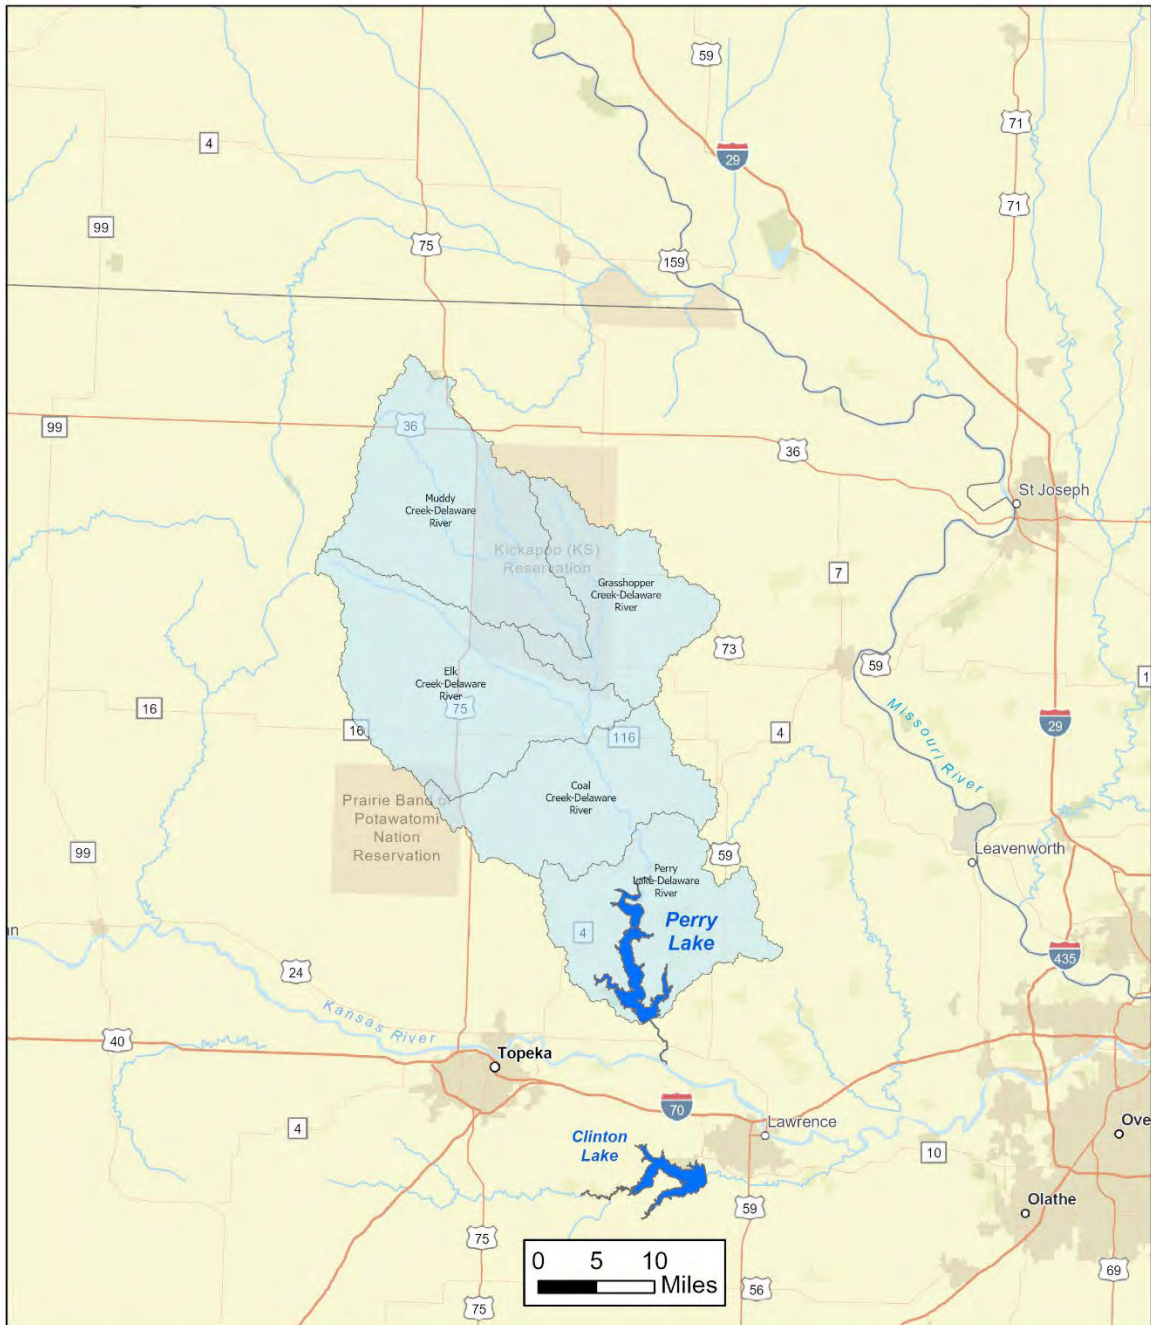 59
71
4
29
71
99
75
159
99
36
36
St Joseph
Muddy
Creek-Delaware
River
Kickapoo (KS)
Reservation
7
Grasshopper
Creek-Delaware
River
73
59
Elk
Creek-Delaware
River
1
16
75
Missouri River
16
116
4
29
Coal
Creek-Delaware
River
Prairie Band of
Potawatomi
Nation
Reservation
99
59
Leavenworth
Perry
Lake-Delaware
River
Perry
Lake
4
n
435
24
Kansas River
40
Topeka
70
4
Lawrence
Ove
Clinton
Lake
10
Olathe
59
75
0 5 10
Miles
69
56
75